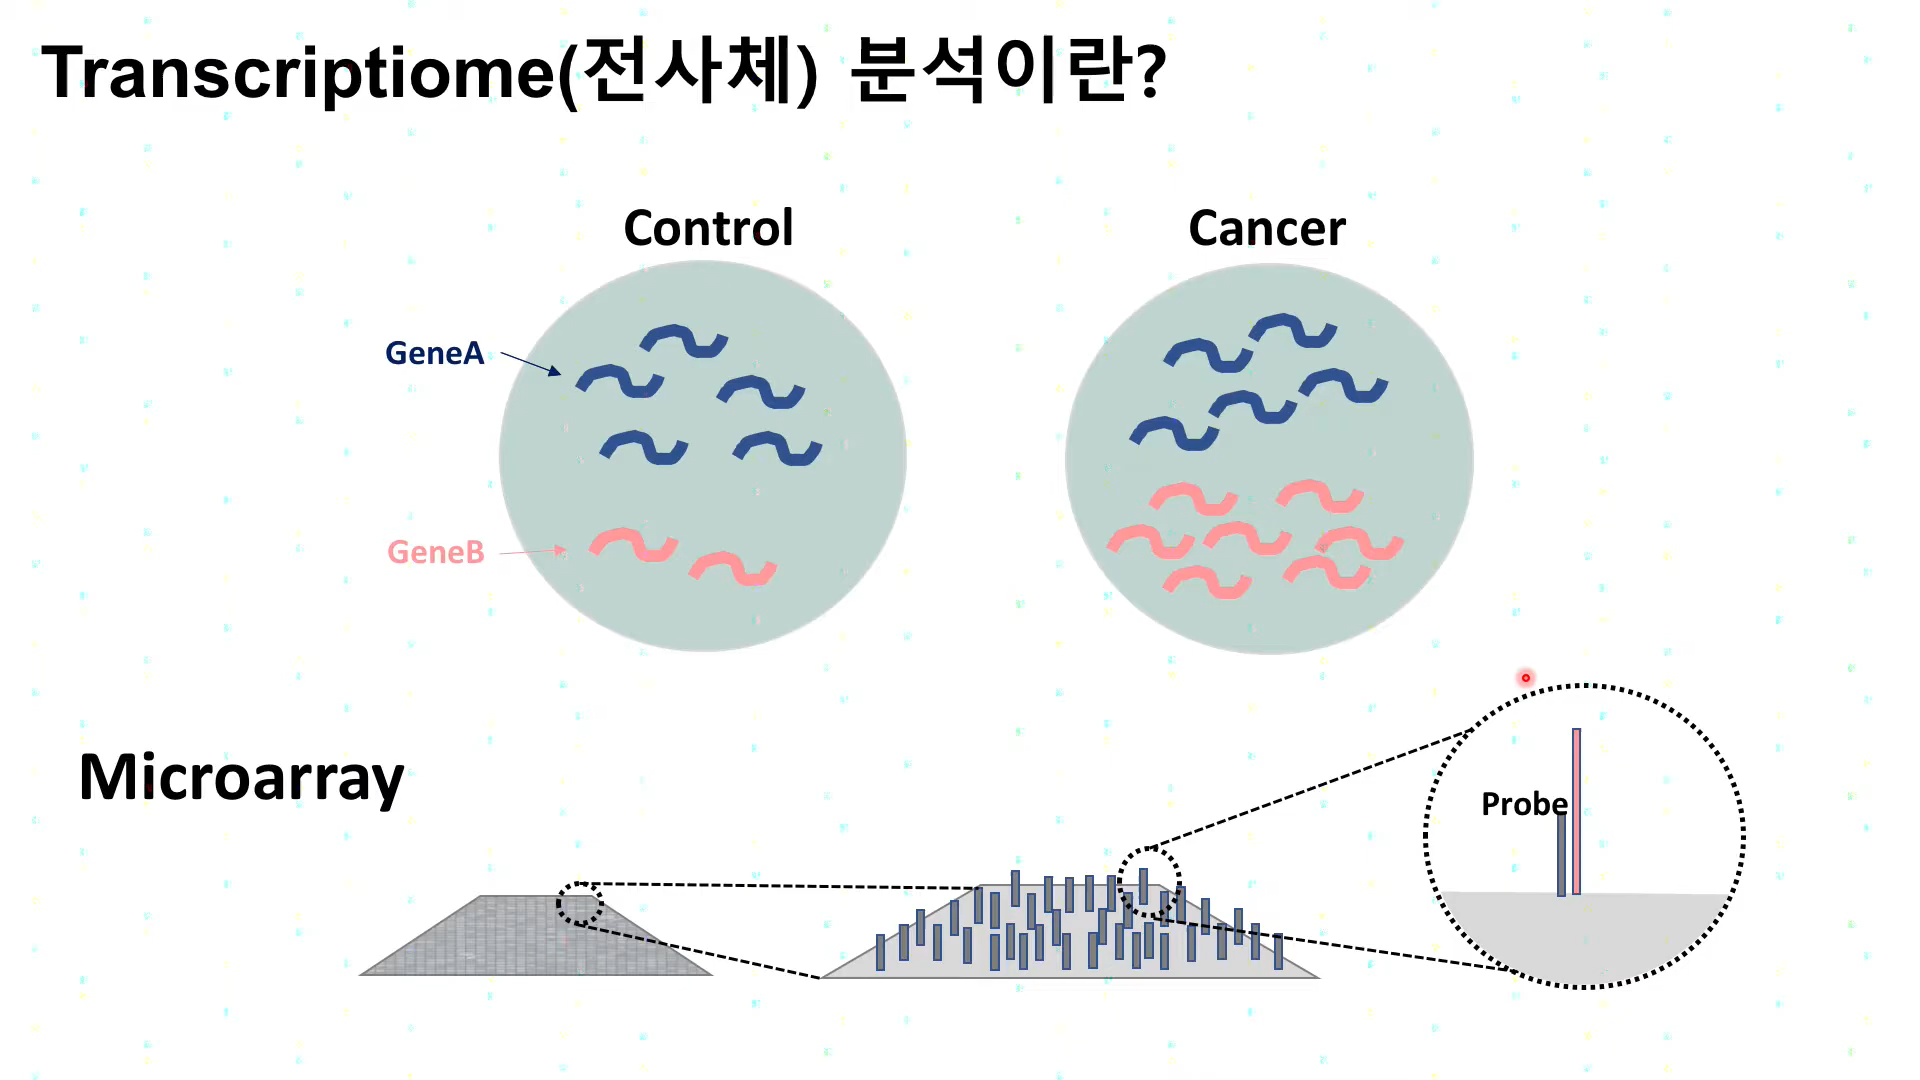 Transcriptiome(전사체) 분석이란?
Control
Cancer
GeneA
GeneB
Microarray
Probe